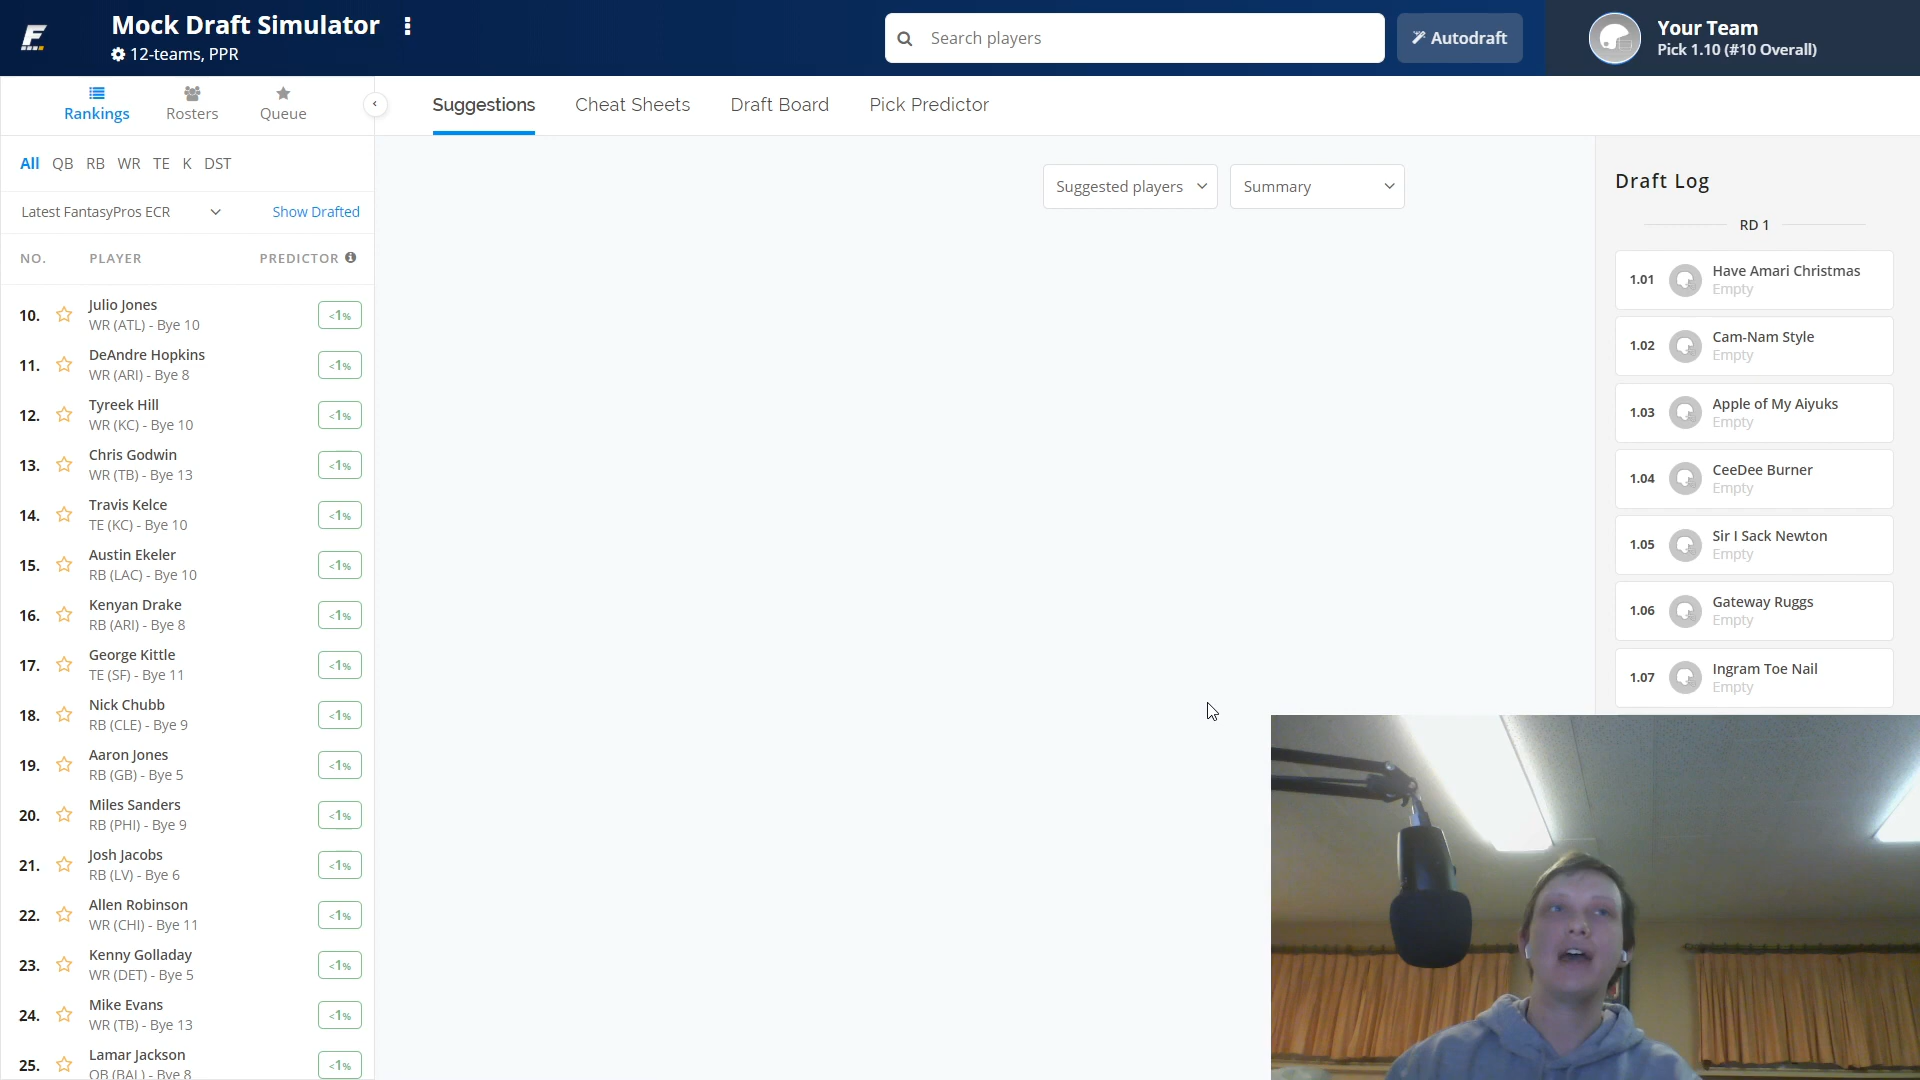 Mock Draft Simulator
12-teams, PPR
Search players
Autodraft
Your Team
Pick 1.10 (#10 Overall)
Rankings
Rosters
Queue
Suggestions
Cheat Sheets
Draft Board
Pick Predictor
All QB RB WR TE K DST
Latest FantasyPros ECR
Show Drafted
NO. PLAYER PREDICTOR
10. Julio Jones <1%
WR (ATL) - Bye 10
11. DeAndre Hopkins <1%
WR (ARI) - Bye 8
12. Tyreek Hill <1%
WR (KC) - Bye 10
13. Chris Godwin <1%
WR (TB) - Bye 13
14. Travis Kelce <1%
TE (KC) - Bye 10
15. Austin Ekeler <1%
RB (LAC) - Bye 10
16. Kenyan Drake <1%
RB (ARI) - Bye 8
17. George Kittle <1%
TE (SF) - Bye 11
18. Nick Chubb <1%
RB (CLE) - Bye 9
19. Aaron Jones <1%
RB (GB) - Bye 5
20. Miles Sanders <1%
RB (PHI) - Bye 9
21. Josh Jacobs <1%
RB (LV) - Bye 6
22. Allen Robinson <1%
WR (CHI) - Bye 11
23. Kenny Golladay <1%
WR (DET) - Bye 5
24. Mike Evans <1%
WR (TB) - Bye 13
25. Lamar Jackson <1%
QB (BAL) - Bye 8
Suggested players
Summary
Draft Log
RD 1
1.01 Have Amari Christmas
Empty
1.02 Cam-Nam Style
Empty
1.03 Apple of My Aiyuks
Empty
1.04 CeeDee Burner
Empty
1.05 Sir I Sack Newton
Empty
1.06 Gateway Ruggs
Empty
1.07 Ingram Toe Nail
Empty